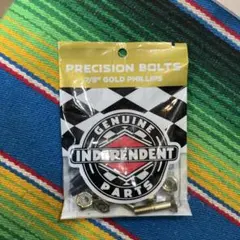 PRECISION BOLTS
7/8" GOLD PHILLIPS
GENUINE
INDEPENDENT
PARTS